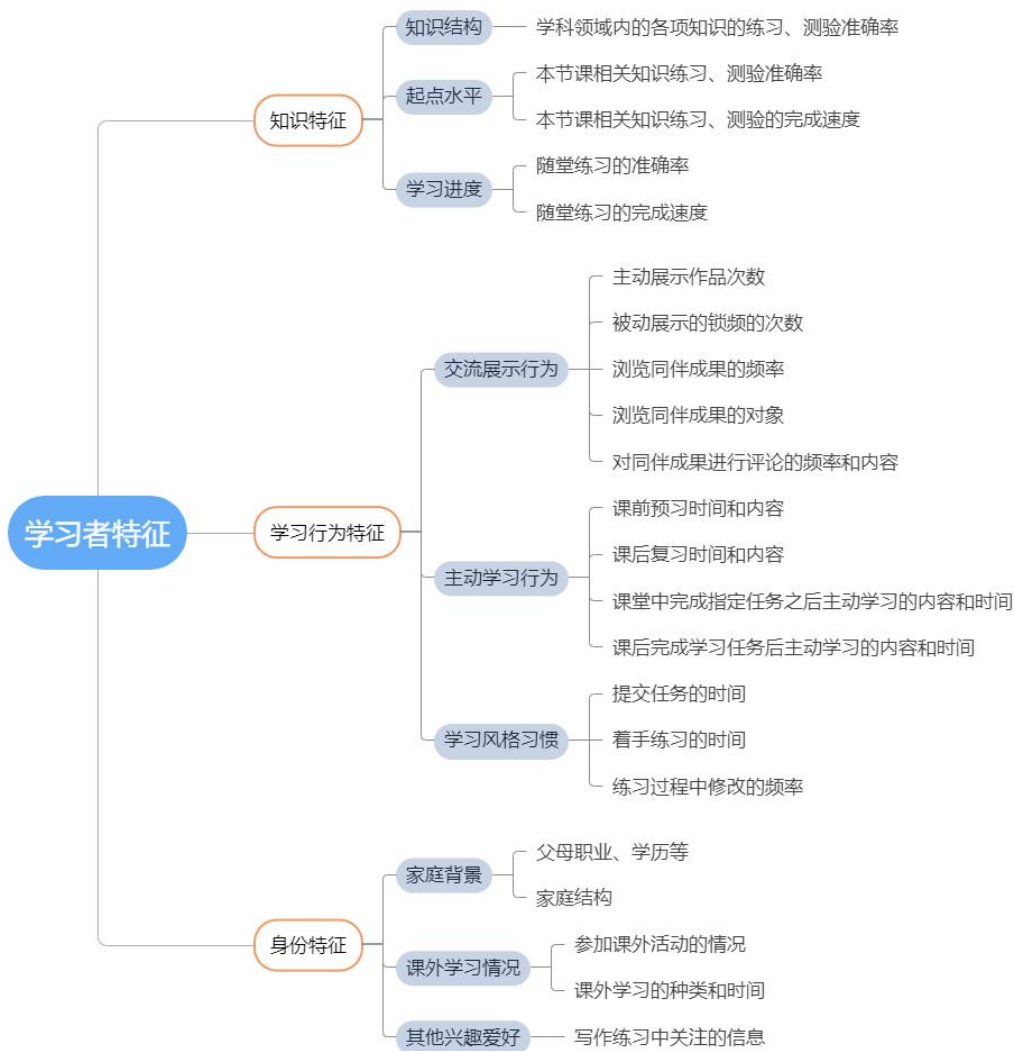 学习者特征
知识特征
知识结构
学科领域内的各项知识的练习、测验准确率
起点水平
本节课相关知识练习、测验准确率
本节课相关知识练习、测验的完成速度
学习进度
随堂练习的准确率
随堂练习的完成速度
学习行为特征
交流展示行为
主动展示作品次数
被动展示的锁频的次数
浏览同伴成果的频率
浏览同伴成果的对象
对同伴成果进行评论的频率和内容
主动学习行为
课前预习时间和内容
课后复习时间和内容
课堂中完成指定任务之后主动学习的内容和时间
课后完成学习任务后主动学习的内容和时间
学习风格习惯
提交任务的时间
着手练习的时间
练习过程中修改的频率
身份特征
家庭背景
父母职业、学历等
家庭结构
课外学习情况
参加课外活动的情况
课外学习的种类和时间
其他兴趣爱好
写作练习中关注的信息